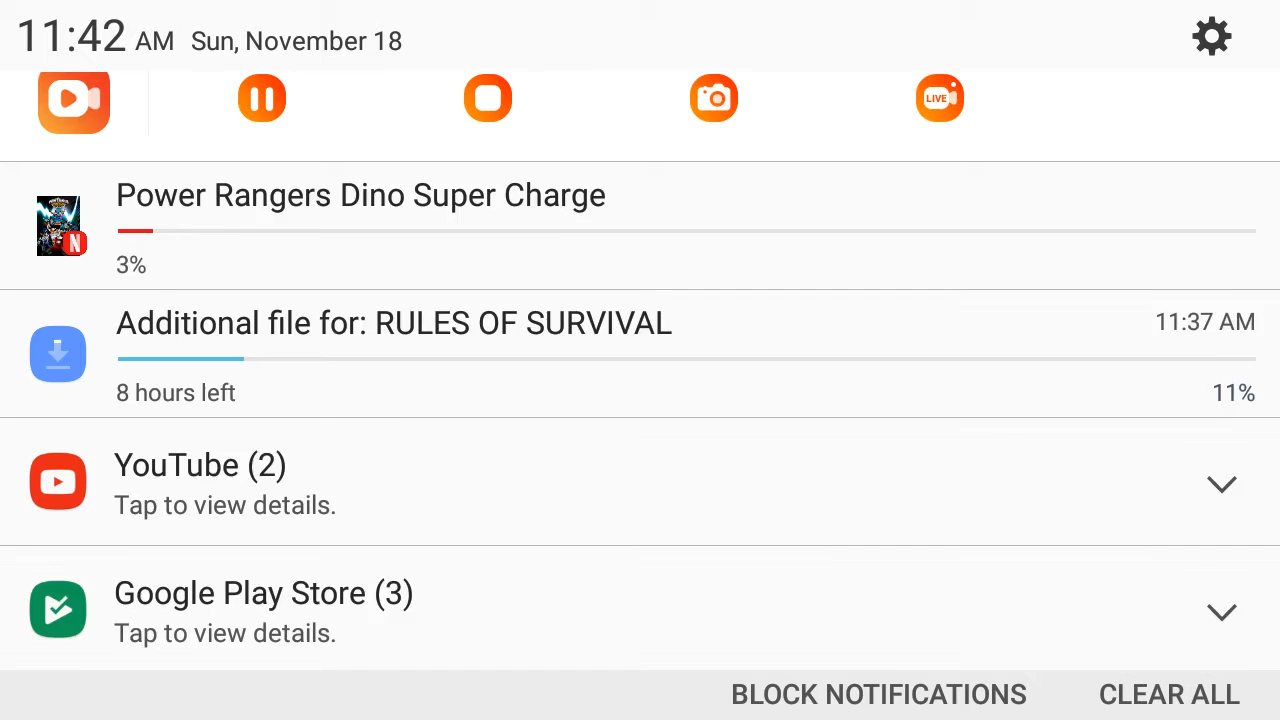 11:42 AM Sun, November 18
LIVE
Power Rangers Dino Super Charge
N
3%
Additional file for: RULES OF SURVIVAL 11:37 AM
8 hours left 11%
YouTube (2)
Tap to view details.
Google Play Store (3)
Tap to view details.
BLOCK NOTIFICATIONS CLEAR ALL